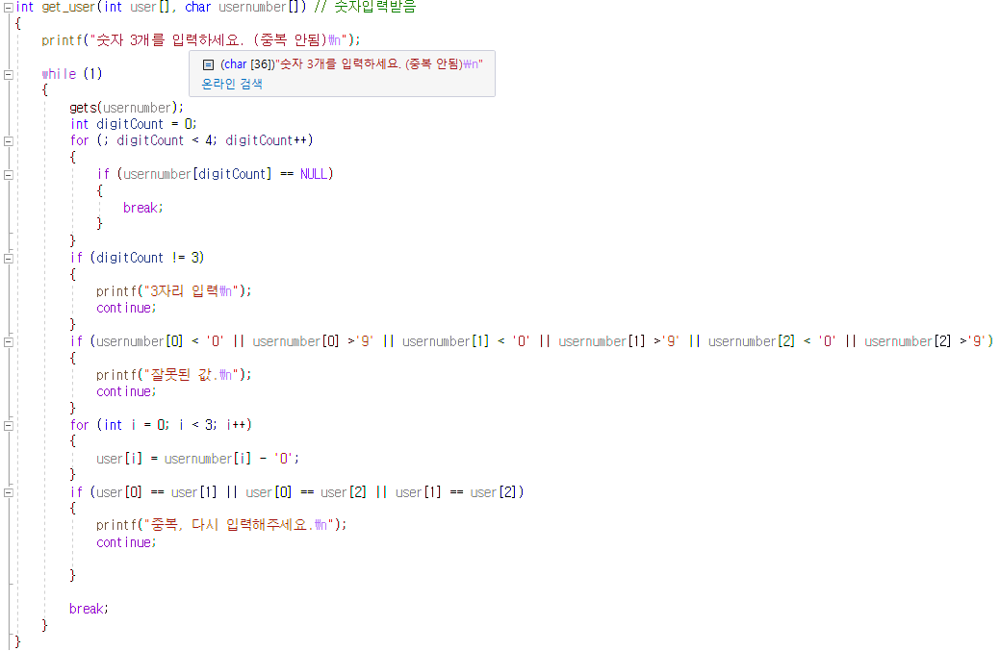 int get_user(int user[], char usernumber[]) // 숫자입력받음
{
printf("숫자 3개를 입력하세요. (중복 안됨)₩n");
(char [36])"숫자 3개를 입력하세요. (중복 안됨)₩n"
온라인 검색
while (1)
{
gets(usernumber);
int digitCount = 0;
for (; digitCount < 4; digitCount++)
{
if (usernumber[digitCount] == NULL)
{
break;
}
}
if (digitCount != 3)
{
printf("3자리 입력₩n");
continue;
}
if (usernumber[0] < '0' || usernumber[0] >'9' || usernumber[1] < '0' || usernumber[1] >'9' || usernumber[2] < '0' || usernumber[2] >'9')
{
printf("잘못된 값.₩n");
continue;
}
for (int i = 0; i < 3; i++)
{
user[i] = usernumber[i] - '0';
}
if (user[0] == user[1] || user[0] == user[2] || user[1] == user[2])
{
printf("중복, 다시 입력해주세요.₩n");
continue;
}
break;
}
}